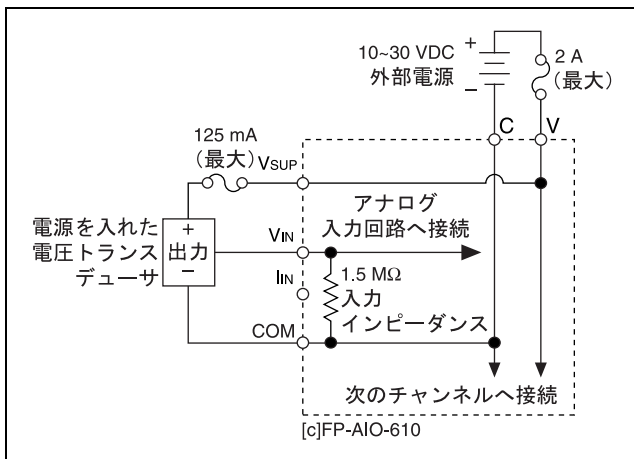 +
10~30 VDC
外部電源
−
2 A
(最大)
C
V
125 mA
(最大)
VSUP
電源を入れた
電圧トランス
デューサ
+
出力
−
アナログ
入力回路へ接続
VIN
IIN
1.5 MΩ
入力
インピーダンス
COM
次のチャンネルへ接続
[c]FP-AIO-610